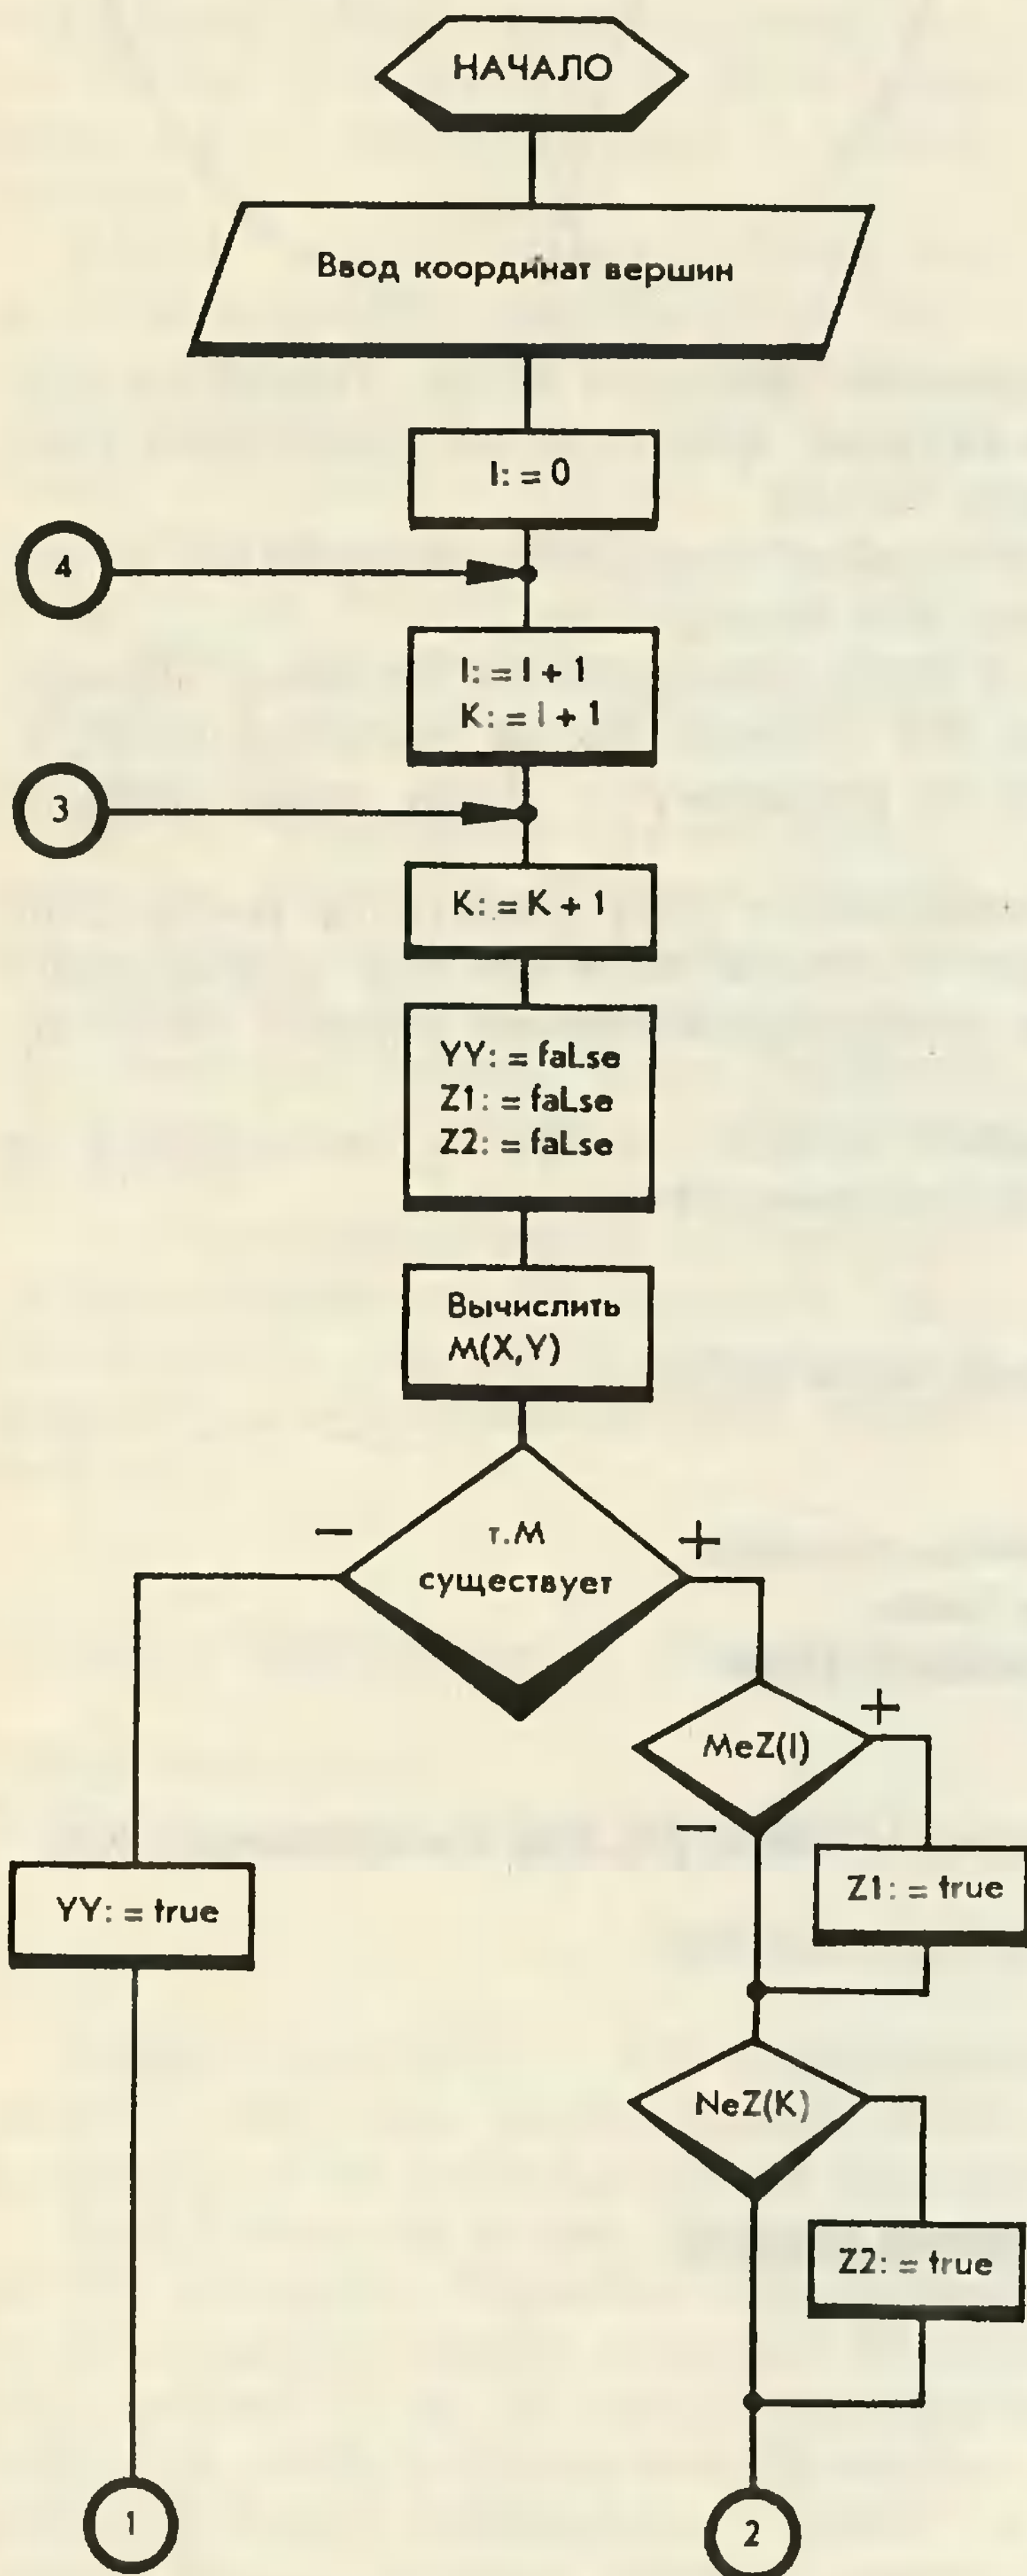 НАЧАЛО
Ввод координат вершин
I: = 0
4
I: = I + 1
K: = I + 1
3
K: = K + 1
YY: = faLse
Z1: = faLse
Z2: = faLse
Вычислить
M(X,Y)
т.M
существует
−
+
MeZ(I)
+
−
Z1: = true
YY: = true
NeZ(K)
Z2: = true
1
2